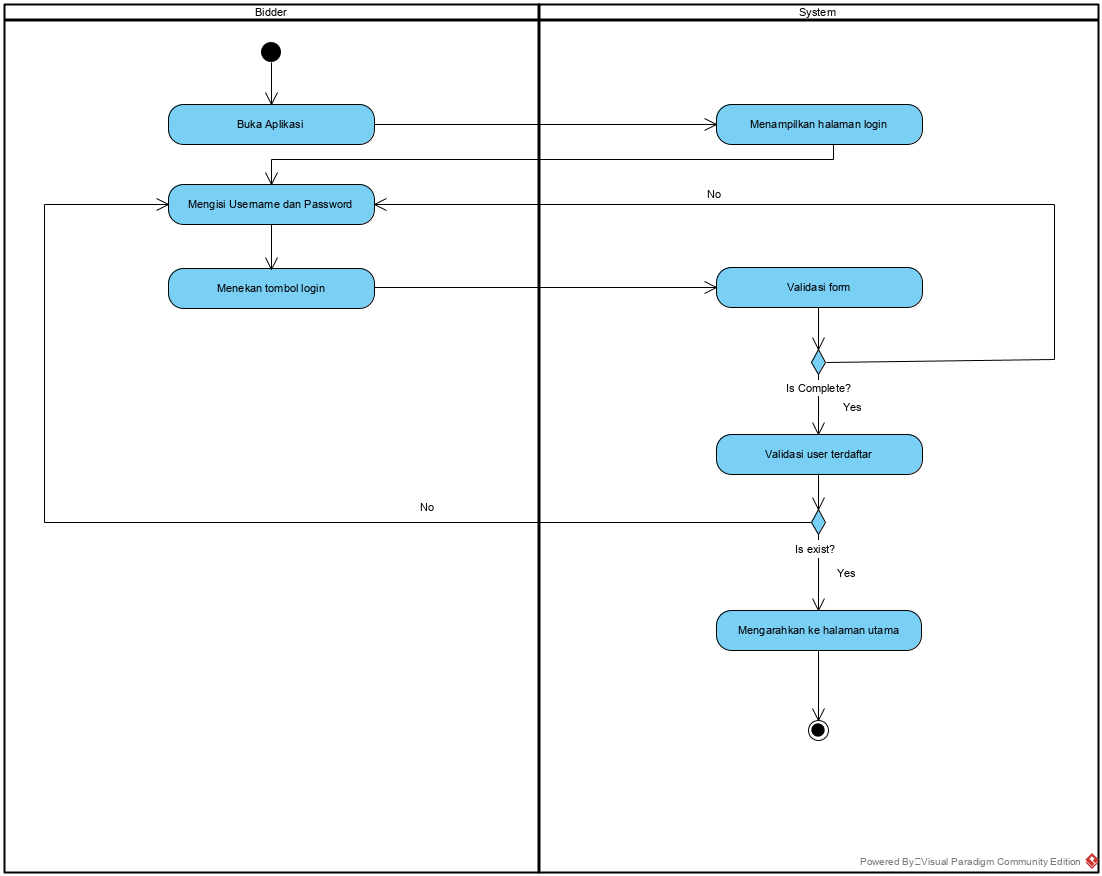 Bidder
System
Buka Aplikasi
Menampilkan halaman login
Mengisi Username dan Password
No
Menekan tombol login
Validasi form
Is Complete?
Yes
Validasi user terdaftar
No
Is exist?
Yes
Mengarahkan ke halaman utama
Powered By Visual Paradigm Community Edition